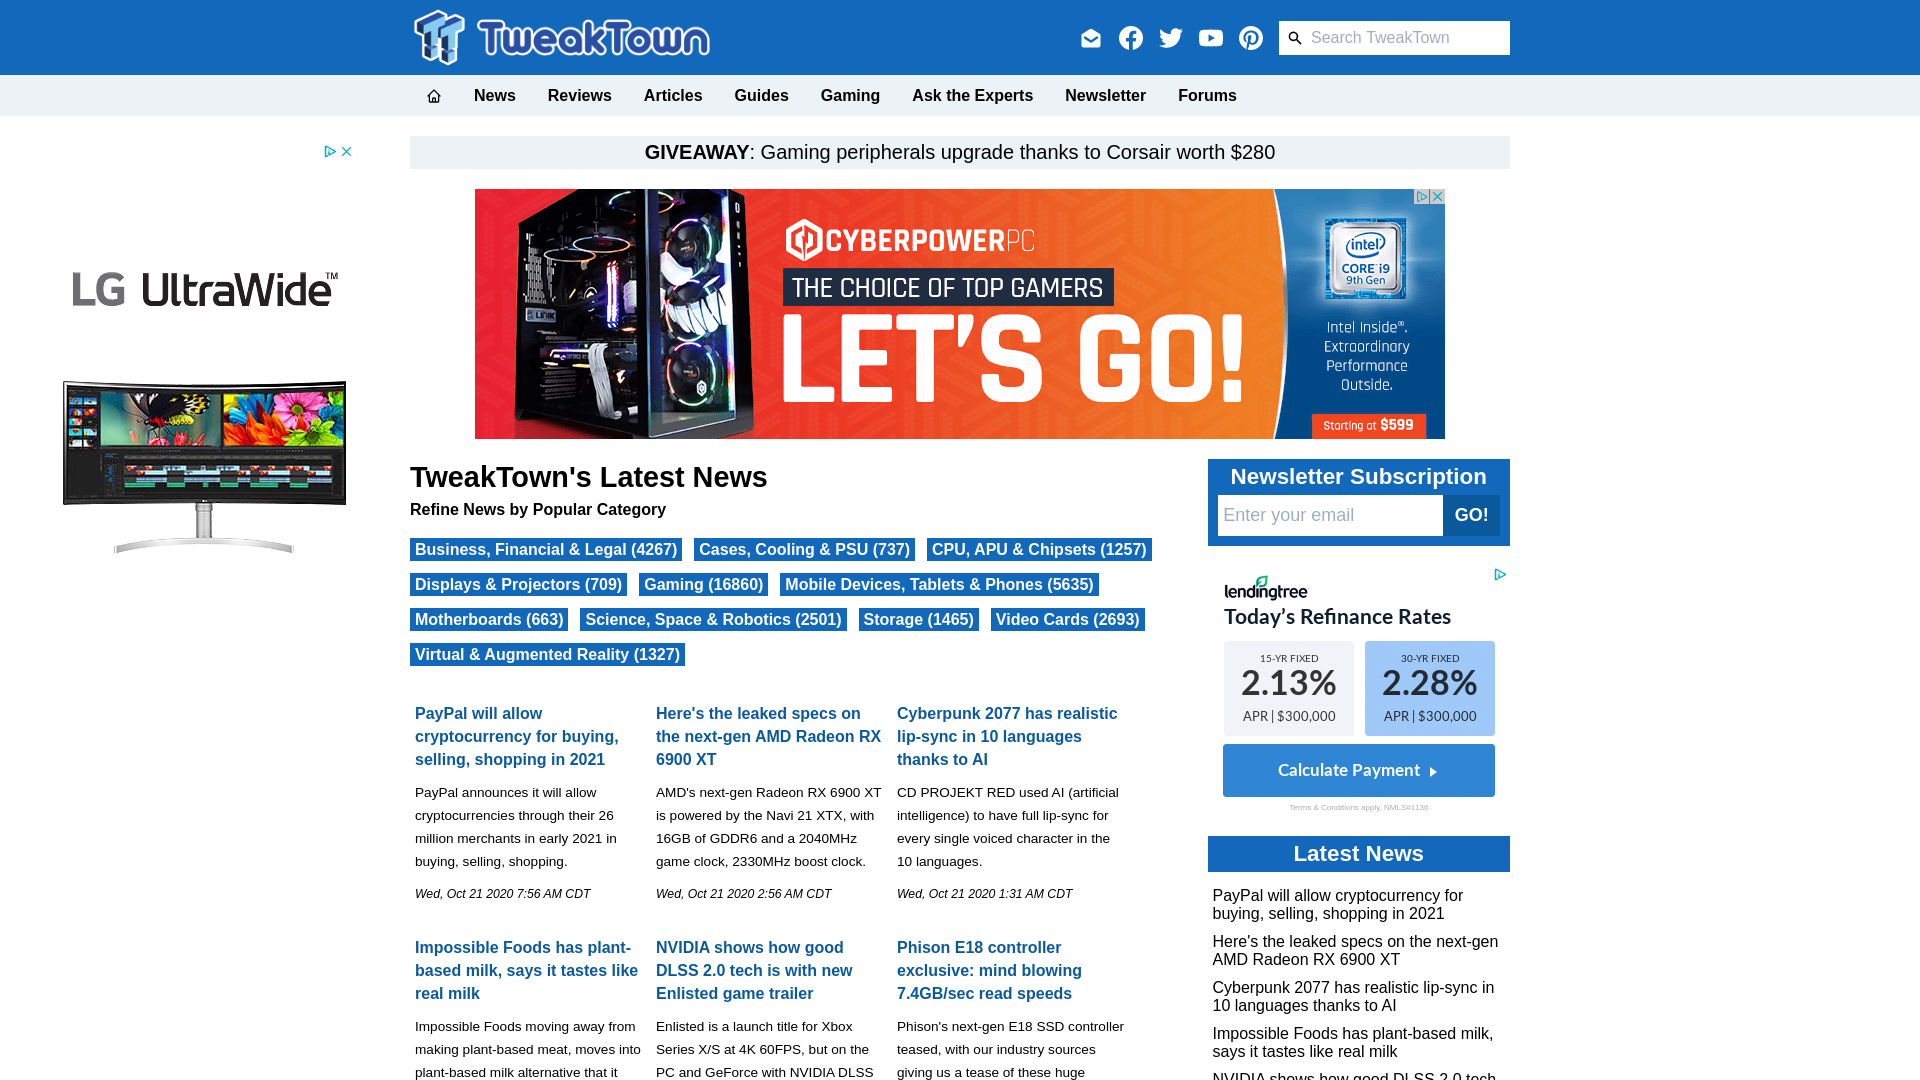 TweakTown
Search TweakTown
News
Reviews
Articles
Guides
Gaming
Ask the Experts
Newsletter
Forums
GIVEAWAY: Gaming peripherals upgrade thanks to Corsair worth $280
LG UltraWide™
CYBERPOWERPC
THE CHOICE OF TOP GAMERS
LET'S GO!
intel
CORE i9
9th Gen
Intel Inside®.
Extraordinary
Performance
Outside.
Starting at $599
TweakTown's Latest News
Refine News by Popular Category
Business, Financial & Legal (4267)
Cases, Cooling & PSU (737)
CPU, APU & Chipsets (1257)
Displays & Projectors (709)
Gaming (16860)
Mobile Devices, Tablets & Phones (5635)
Motherboards (663)
Science, Space & Robotics (2501)
Storage (1465)
Video Cards (2693)
Virtual & Augmented Reality (1327)
PayPal will allow
cryptocurrency for buying,
selling, shopping in 2021
PayPal announces it will allow
cryptocurrencies through their 26
million merchants in early 2021 in
buying, selling, shopping.
Wed, Oct 21 2020 7:56 AM CDT
Here's the leaked specs on
the next-gen AMD Radeon RX
6900 XT
AMD's next-gen Radeon RX 6900 XT
is powered by the Navi 21 XTX, with
16GB of GDDR6 and a 2040MHz
game clock, 2330MHz boost clock.
Wed, Oct 21 2020 2:56 AM CDT
Cyberpunk 2077 has realistic
lip-sync in 10 languages
thanks to AI
CD PROJEKT RED used AI (artificial
intelligence) to have full lip-sync for
every single voiced character in the
10 languages.
Wed, Oct 21 2020 1:31 AM CDT
Impossible Foods has plant-
based milk, says it tastes like
real milk
Impossible Foods moving away from
making plant-based meat, moves into
plant-based milk alternative that it
NVIDIA shows how good
DLSS 2.0 tech is with new
Enlisted game trailer
Enlisted is a launch title for Xbox
Series X/S at 4K 60FPS, but on the
PC and GeForce with NVIDIA DLSS
Phison E18 controller
exclusive: mind blowing
7.4GB/sec read speeds
Phison's next-gen E18 SSD controller
teased, with our industry sources
giving us a tease of these huge
Newsletter Subscription
Enter your email
GO!
lendingtree
Today's Refinance Rates
15-YR FIXED
2.13%
APR | $300,000
30-YR FIXED
2.28%
APR | $300,000
Calculate Payment
Terms & Conditions apply. NMLS#1136
Latest News
PayPal will allow cryptocurrency for
buying, selling, shopping in 2021
Here's the leaked specs on the next-gen
AMD Radeon RX 6900 XT
Cyberpunk 2077 has realistic lip-sync in
10 languages thanks to AI
Impossible Foods has plant-based milk,
says it tastes like real milk
NVIDIA shows how good DLSS 2.0 tech